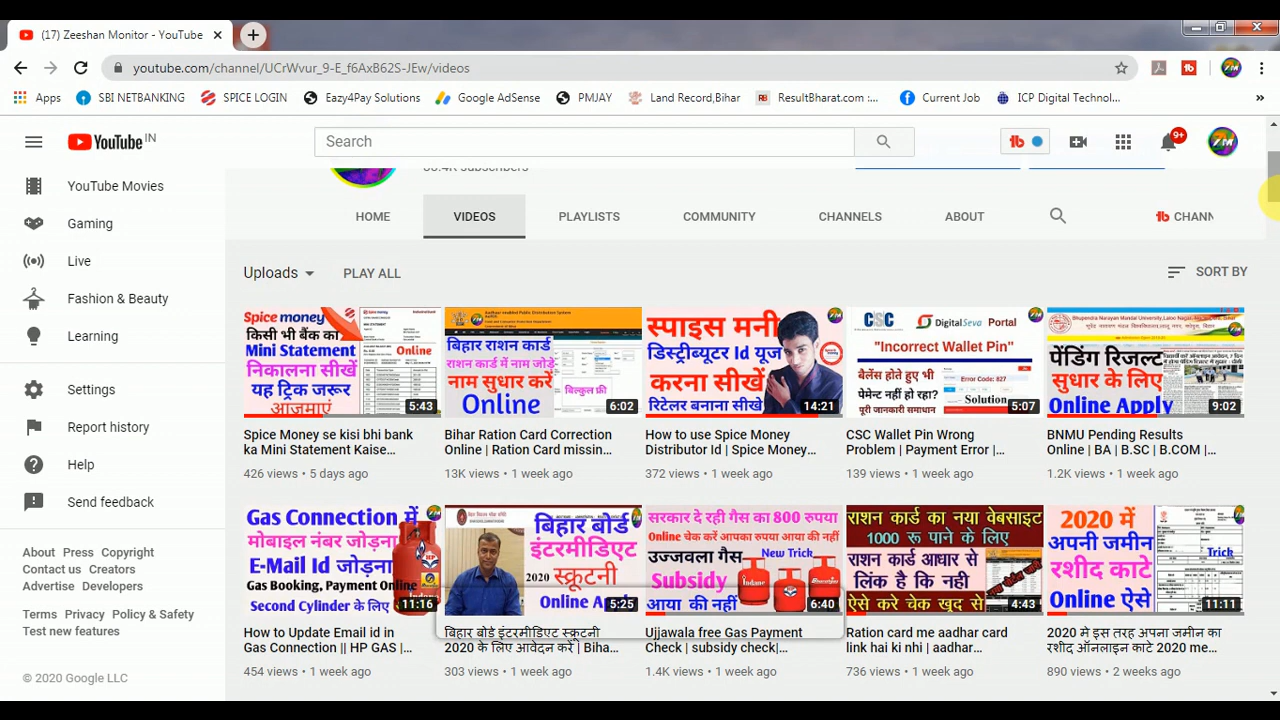 (17) Zeeshan Monitor - YouTube
youtube.com/channel/UCrWvur_9-E_f6AxB62S-JEw/videos
Apps SBI NETBANKING SPICE LOGIN Eazy4Pay Solutions Google AdSense PMJAY Land Record,Bihar ResultBharat.com :... Current Job ICP Digital Technol... »
YouTube IN
Search
9+
YouTube Movies
Gaming
Live
Fashion & Beauty
Learning
Settings
Report history
Help
Send feedback
About Press Copyright
Contact us Creators
Advertise Developers
Terms Privacy Policy & Safety
Test new features
© 2020 Google LLC
HOME VIDEOS PLAYLISTS COMMUNITY CHANNELS ABOUT CHANN
Uploads PLAY ALL SORT BY
Spice money
किसी भी बैंक का
Mini Statement Online
निकालना सीखें
यह ट्रिक जरूर
आजमाएं
5:43
बिहार राशन कार्ड
राशन कार्ड में नाम जोड़े
नाम सुधार करें
Online
बिल्कुल फ्री
6:02
स्पाइस मनी
डिस्ट्रीब्यूटर Id यूज
करना सीखें
रिटेलर बनाना सी
14:21
CSC DigitalSeva Portal
"Incorrect Wallet Pin"
बैलेंस होते हुए भी
पेमेन्ट नहीं हो रहा?
पूरी जानकारी समाधान
Error Code: 827
Solution
5:07
पेंडिंग रिजल्ट
सुधार के लिए
Online Apply
9:02
Spice Money se kisi bhi bank
ka Mini Statement Kaise...
426 views • 5 days ago
Bihar Ration Card Correction
Online | Ration Card missin...
13K views • 1 week ago
How to use Spice Money
Distributor Id | Spice Money...
372 views • 1 week ago
CSC Wallet Pin Wrong
Problem | Payment Error |...
139 views • 1 week ago
BNMU Pending Results
Online | BA | B.SC | B.COM |...
1.2K views • 1 week ago
Gas Connection में
मोबाइल नंबर जोड़ना
E-Mail Id जोड़ना
Gas Booking, Payment Online
Second Cylinder के लिए
11:16
बिहार बोर्ड
इंटरमीडिएट
2020 स्क्रूटनी
Online A
5:25
सरकार दे रही गैस का 800 रूपया
Online चेक करें आपका रूपया की नहीं
उज्जवला गैस New Trick
Subsidy
आया की नहीं
6:40
राशन कार्ड का नया वेबसाइट
1000 रू पाने के लिए
राशन कार्ड आधार से
लिंक है कि नहीं
ऐसे करें चेक खुद से
4:43
2020 में
अपनी जमीन
रशीद काटे Trick
Online ऐसे
11:11
How to Update Email id in
Gas Connection || HP GAS |...
454 views • 1 week ago
बिहार बोर्ड इंटरमीडिएट स्क्रूटनी
2020 के लिए आवेदन करें | Biha...
303 views • 1 week ago
Ujjawala free Gas Payment
Check | subsidy check|...
1.4K views • 1 week ago
Ration card me aadhar card
link hai ki nhi | aadhar...
736 views • 1 week ago
2020 मे इस तरह अपना जमीन का
रशीद ऑनलाइन काटे 2020 me...
890 views • 2 weeks ago